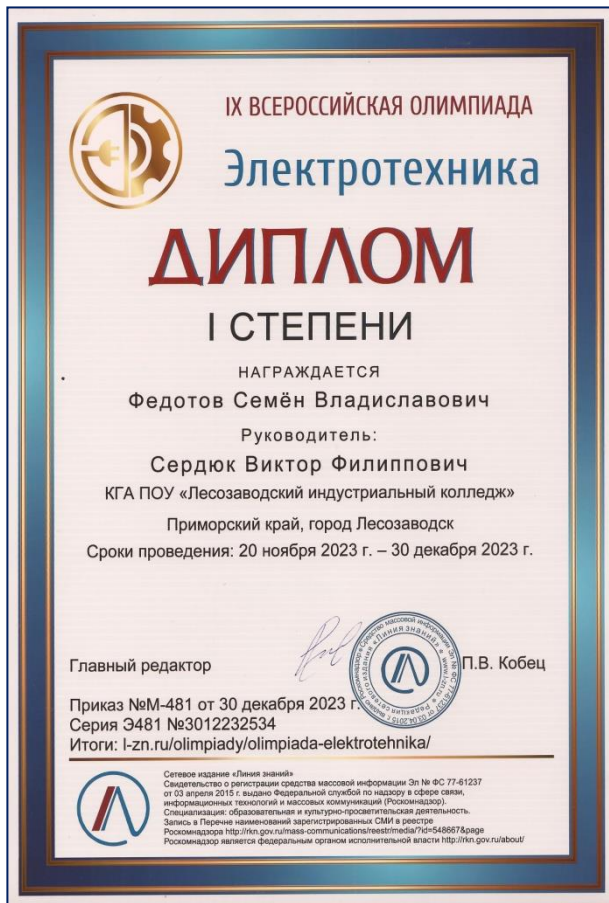 IX ВСЕРОССИЙСКАЯ ОЛИМПИАДА
Электротехника
ДИПЛОМ
I СТЕПЕНИ
НАГРАЖДАЕТСЯ
Федотов Семён Владиславович
Руководитель:
Сердюк Виктор Филиппович
КГА ПОУ «Лесозаводский индустриальный колледж»
Приморский край, город Лесозаводск
Сроки проведения: 20 ноября 2023 г. – 30 декабря 2023 г.
Главный редактор
П.В. Кобец
Приказ №М-481 от 30 декабря 2023 г.
Серия Э481 №3012232534
Итоги: l-zn.ru/olimpiady/olimpiada-elektrotehnika/
Сетевое издание «Линия знаний»
Свидетельство о регистрации средства массовой информации Эл № ФС 77-61237
от 03 апреля 2015 г. выдано Федеральной службой по надзору в сфере связи,
информационных технологий и массовых коммуникаций (Роскомнадзор).
Специализация: образовательная и культурно-просветительская деятельность.
Запись в Перечне наименований зарегистрированных СМИ в реестре
Роскомнадзора http://rkn.gov.ru/mass-communications/reestr/media/?id=548667&page
Роскомнадзор является федеральным органом исполнительной власти http://rkn.gov.ru/about/